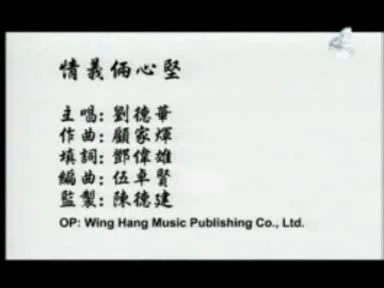 情義俩心堅
主唱: 劉德華
作曲: 顧家煇
填詞: 鄧偉雄
編曲: 伍卓賢
監製: 陳德建
OP: Wing Hang Music Publishing Co., Ltd.